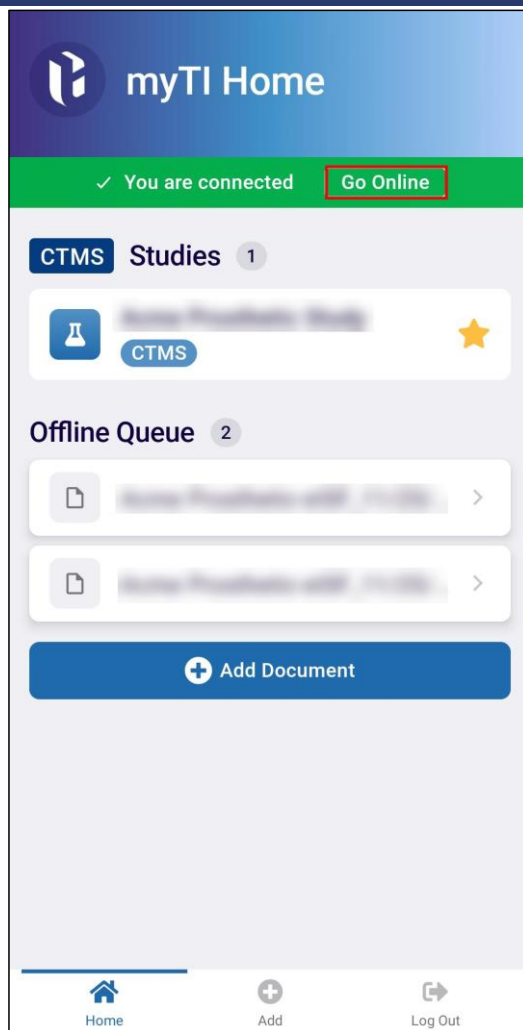 myTI Home
You are connected Go Online
CTMS Studies 1
CTMS
Offline Queue 2
Add Document
Home Add Log Out